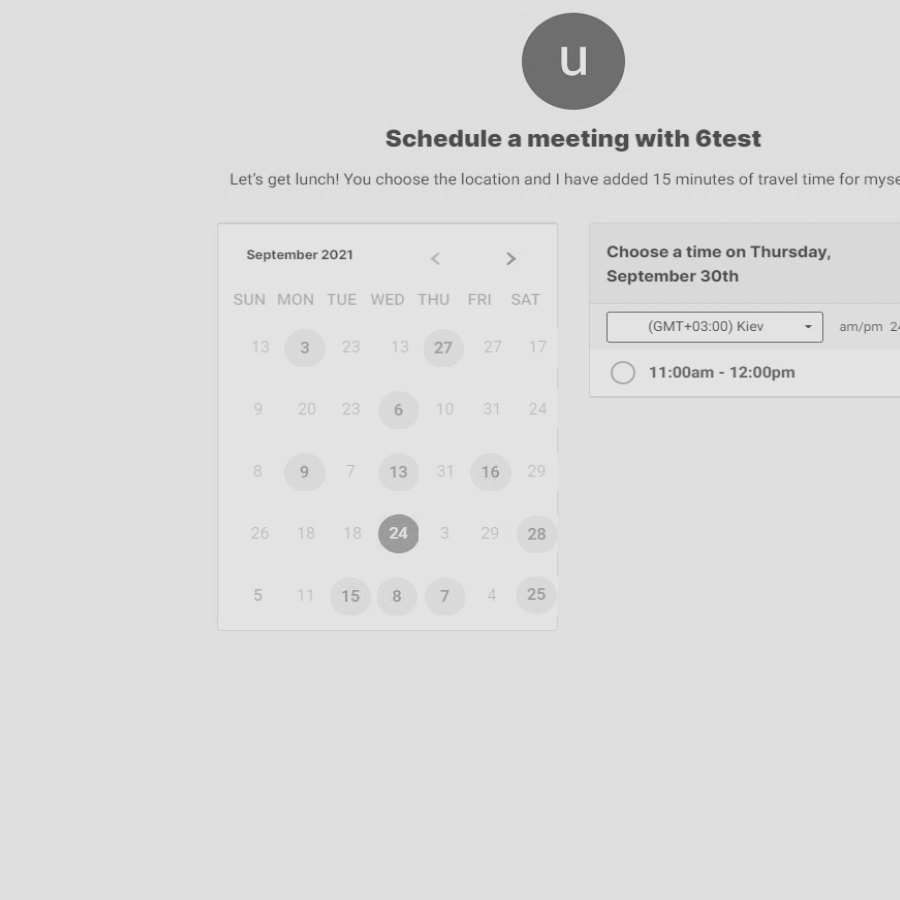 u
Schedule a meeting with 6test
Let's get lunch! You choose the location and I have added 15 minutes of travel time for myse
September 2021
< >
SUN MON TUE WED THU FRI SAT
13 3 23 13 27 27 17
9 20 23 6 10 31 24
8 9 7 13 31 16 29
26 18 18 24 3 29 28
5 11 15 8 7 4 25
Choose a time on Thursday,
September 30th
(GMT+03:00) Kiev am/pm 24
11:00am - 12:00pm